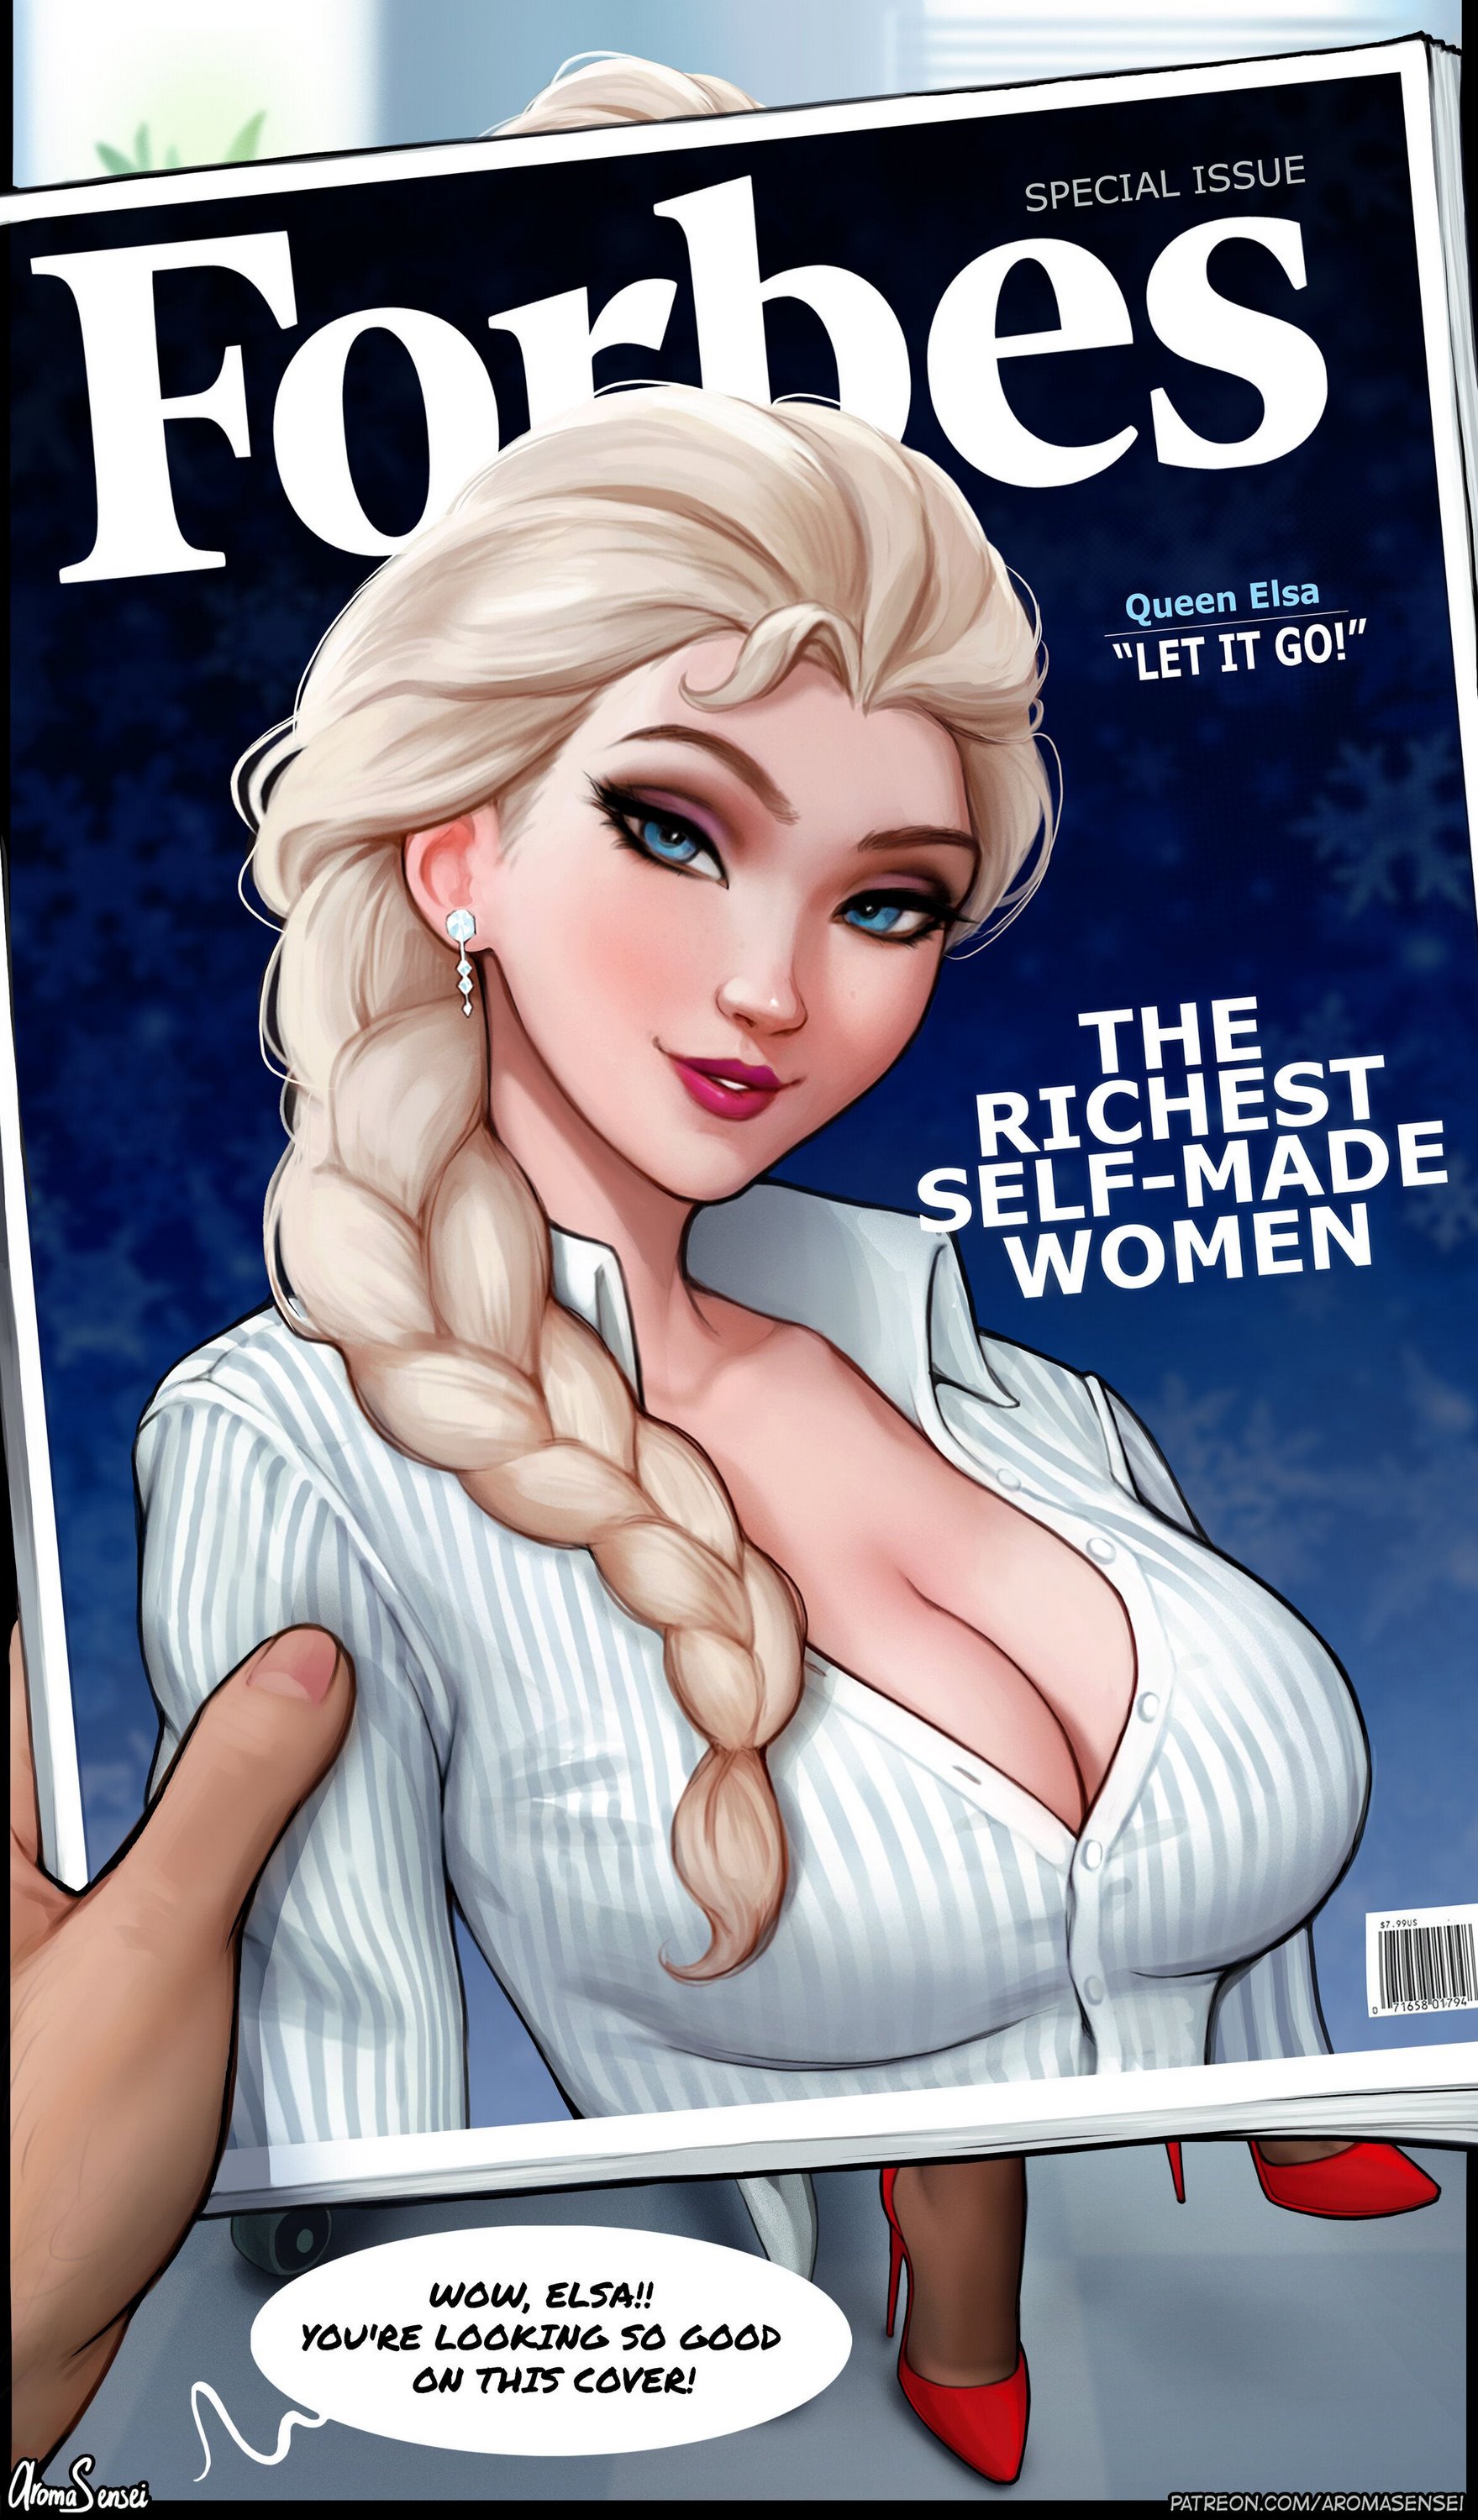 SPECIAL ISSUE
Forbes
Queen Elsa
“LET IT GO!”
THE
RICHEST
SELF-MADE
WOMEN
$7.99US
0 71658 01794
WOW, ELSA!!
YOU'RE LOOKING SO GOOD
ON THIS COVER!
AromaSensei
PATREON.COM/AROMASENSEI